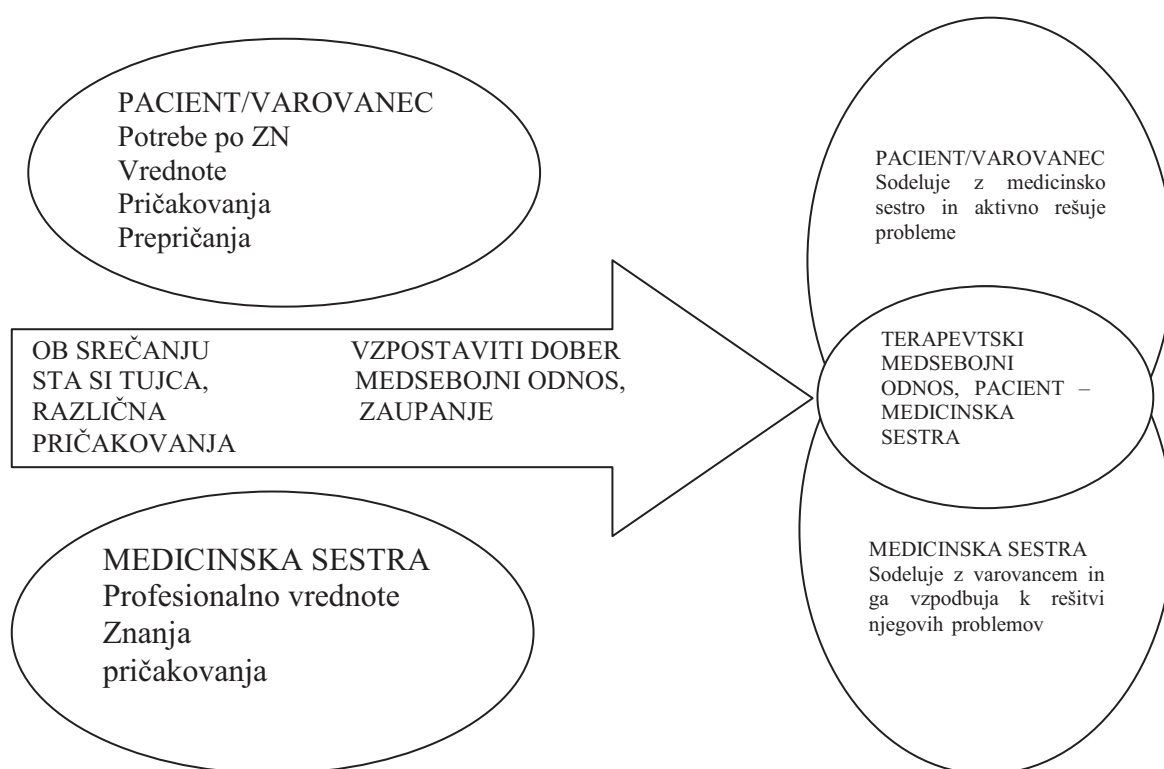 PACIENT/VAROVANEC
Potrebe po ZN
Vrednote
Pričakovanja
Prepričanja
OB SREČANJU VZPOSTAVITI DOBER
STA SI TUJCA, MEDSEBOJNI ODNOS,
RAZLIČNA ZAUPANJE
PRIČAKOVANJA
MEDICINSKA SESTRA
Profesionalno vrednote
Znanja
pričakovanja
PACIENT/VAROVANEC
Sodeluje z medicinsko
sestro in aktivno rešuje
probleme
TERAPEVTSKI
MEDSEBOJNI
ODNOS, PACIENT –
MEDICINSKA
SESTRA
MEDICINSKA SESTRA
Sodeluje z varovancem in
ga vzpodbuja k rešitvi
njegovih problemov